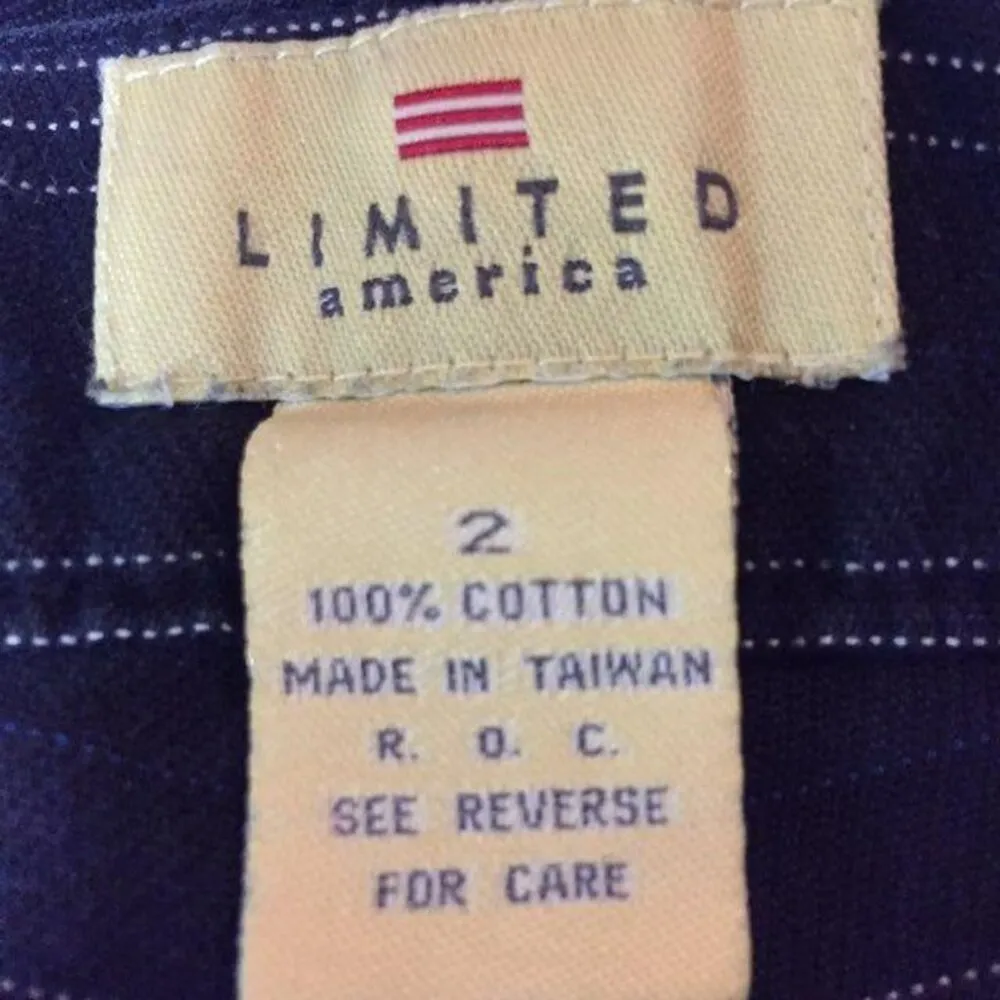 LIMITED
america
2
100% COTTON
MADE IN TAIWAN
R. O. C.
SEE REVERSE
FOR CARE